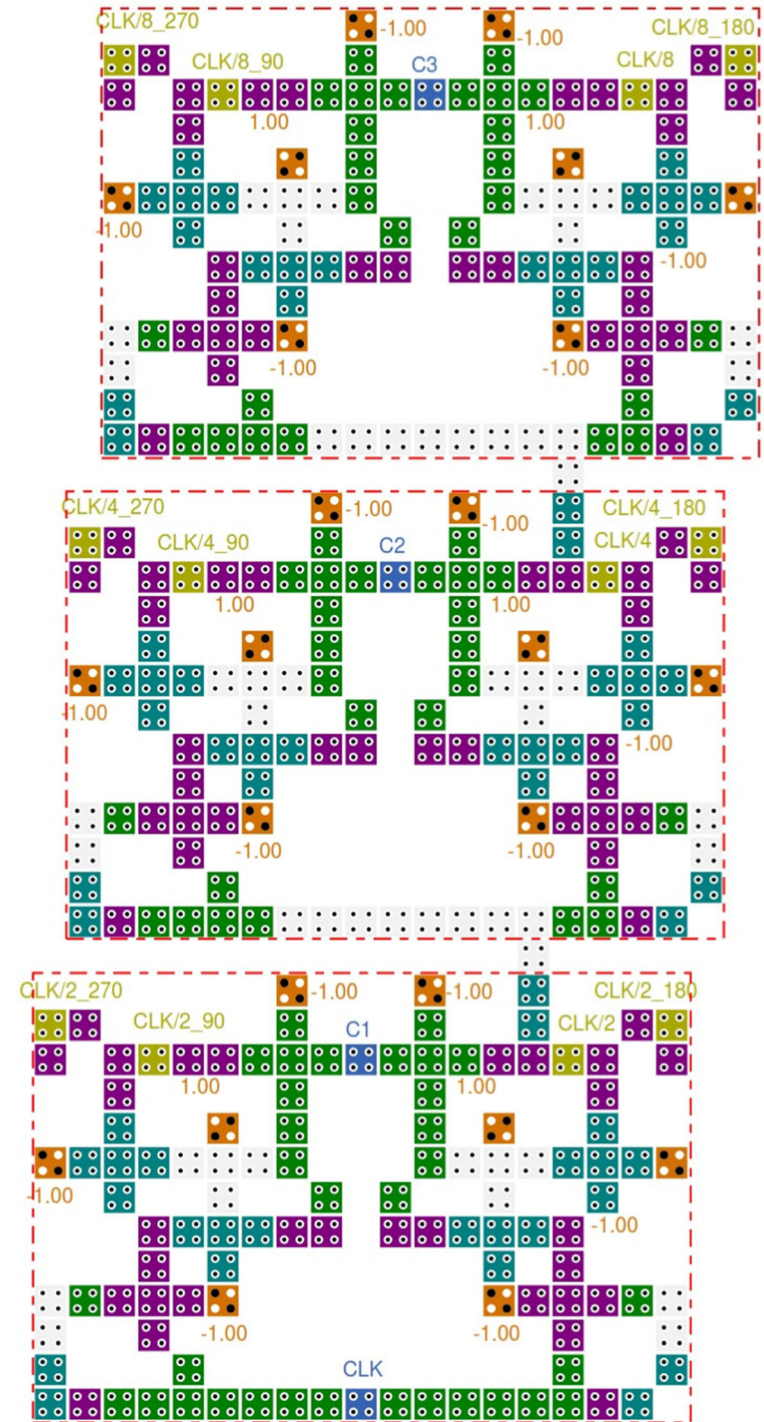 CLK/8_270 -1.00 -1.00 CLK/8_180
CLK/8_90 C3 CLK/8
1.00 1.00
-1.00
-1.00
-1.00 -1.00
CLK/4_270 -1.00 -1.00 CLK/4_180
CLK/4_90 C2 CLK/4
1.00 1.00
-1.00
-1.00
-1.00 -1.00
CLK/2_270 -1.00 -1.00 CLK/2_180
CLK/2_90 C1 CLK/2
1.00 1.00
-1.00
-1.00
-1.00 -1.00
CLK